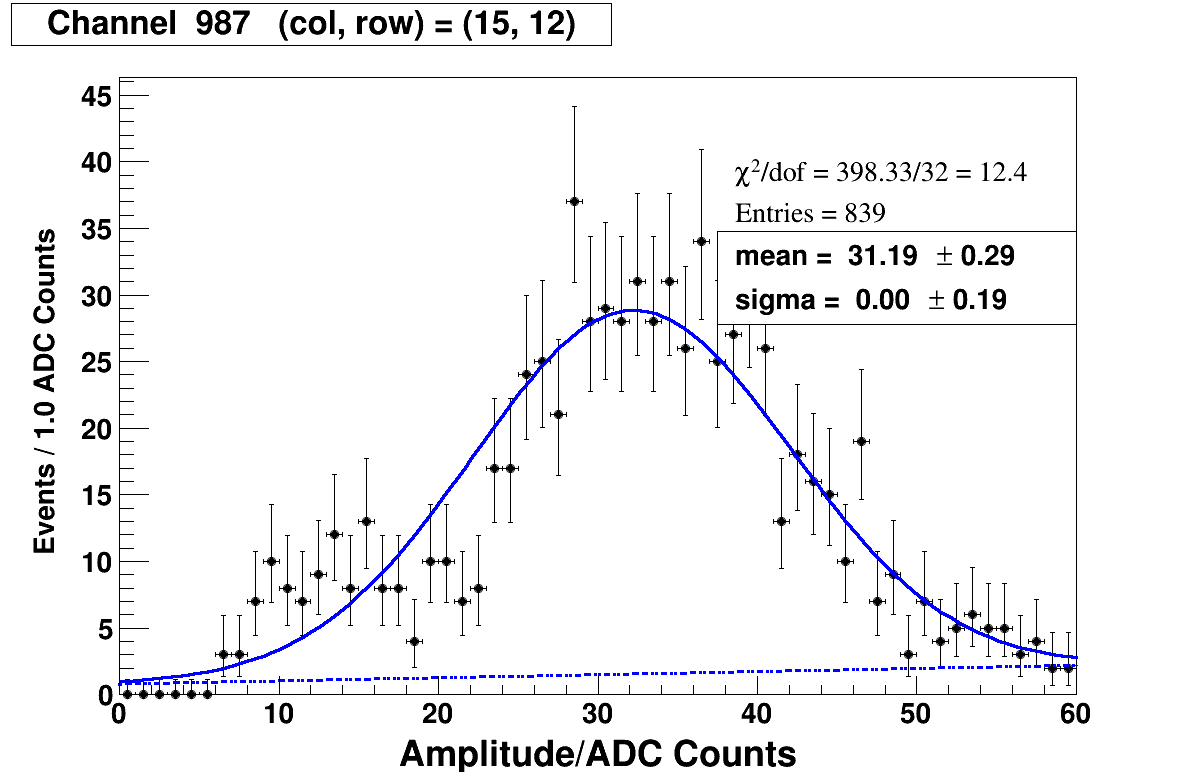 Channel 987 (col, row) = (15, 12)
χ²/dof = 398.33/32 = 12.4
Entries = 839
mean = 31.19 ± 0.29
sigma = 0.00 ± 0.19
Events / 1.0 ADC Counts
45
40
35
30
25
20
15
10
5
0
0 10 20 30 40 50 60
Amplitude/ADC Counts